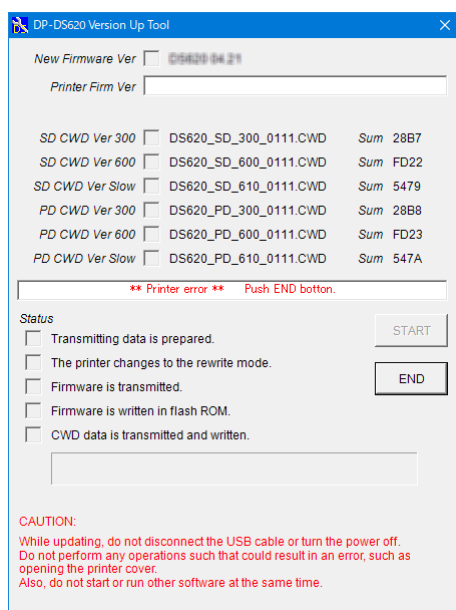 DP-DS620 Version Up Tool
New Firmware Ver
Printer Firm Ver
SD CWD Ver 300 DS620_SD_300_0111.CWD Sum 28B7
SD CWD Ver 600 DS620_SD_600_0111.CWD Sum FD22
SD CWD Ver Slow DS620_SD_610_0111.CWD Sum 5479
PD CWD Ver 300 DS620_PD_300_0111.CWD Sum 28B8
PD CWD Ver 600 DS620_PD_600_0111.CWD Sum FD23
PD CWD Ver Slow DS620_PD_610_0111.CWD Sum 547A
** Printer error ** Push END botton.
Status
START
Transmitting data is prepared.
The printer changes to the rewrite mode.
END
Firmware is transmitted.
Firmware is written in flash ROM.
CWD data is transmitted and written.
CAUTION:
While updating, do not disconnect the USB cable or turn the power off.
Do not perform any operations such that could result in an error, such as
opening the printer cover.
Also, do not start or run other software at the same time.